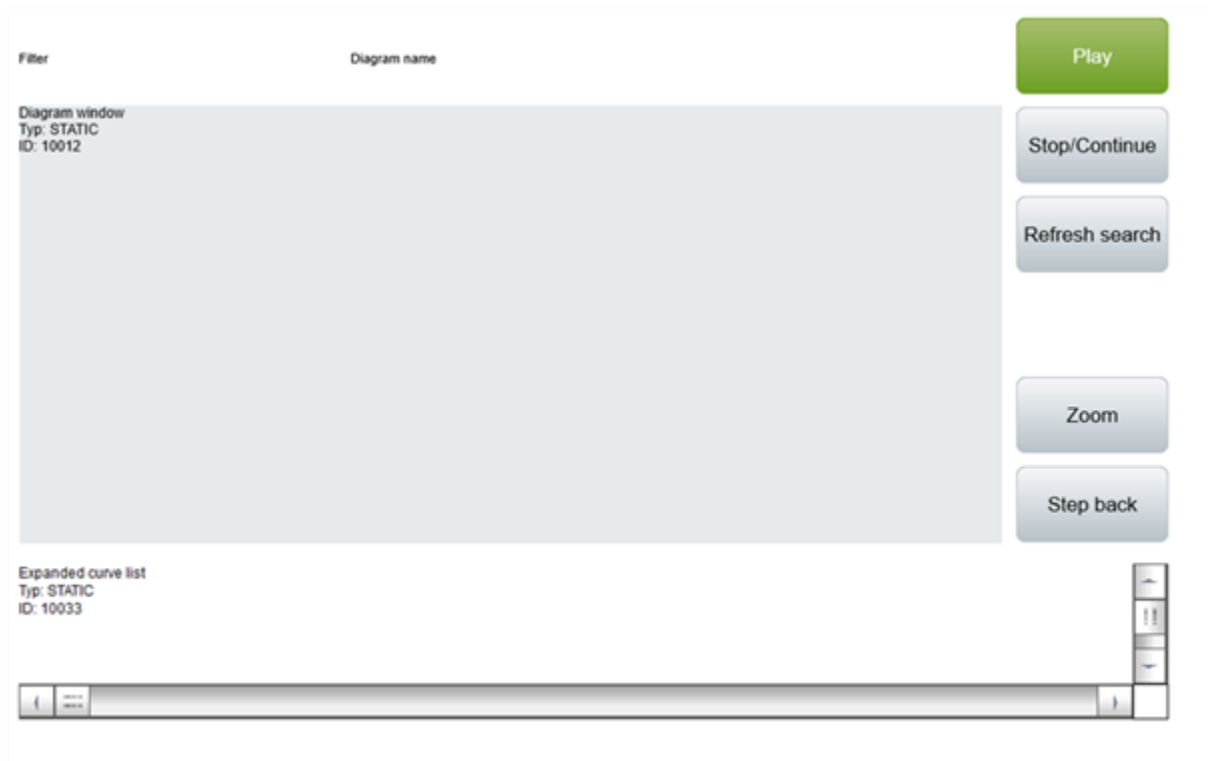 Filter
Diagram name
Play
Diagram window
Typ: STATIC
ID: 10012
Stop/Continue
Refresh search
Zoom
Step back
Expanded curve list
Typ: STATIC
ID: 10033